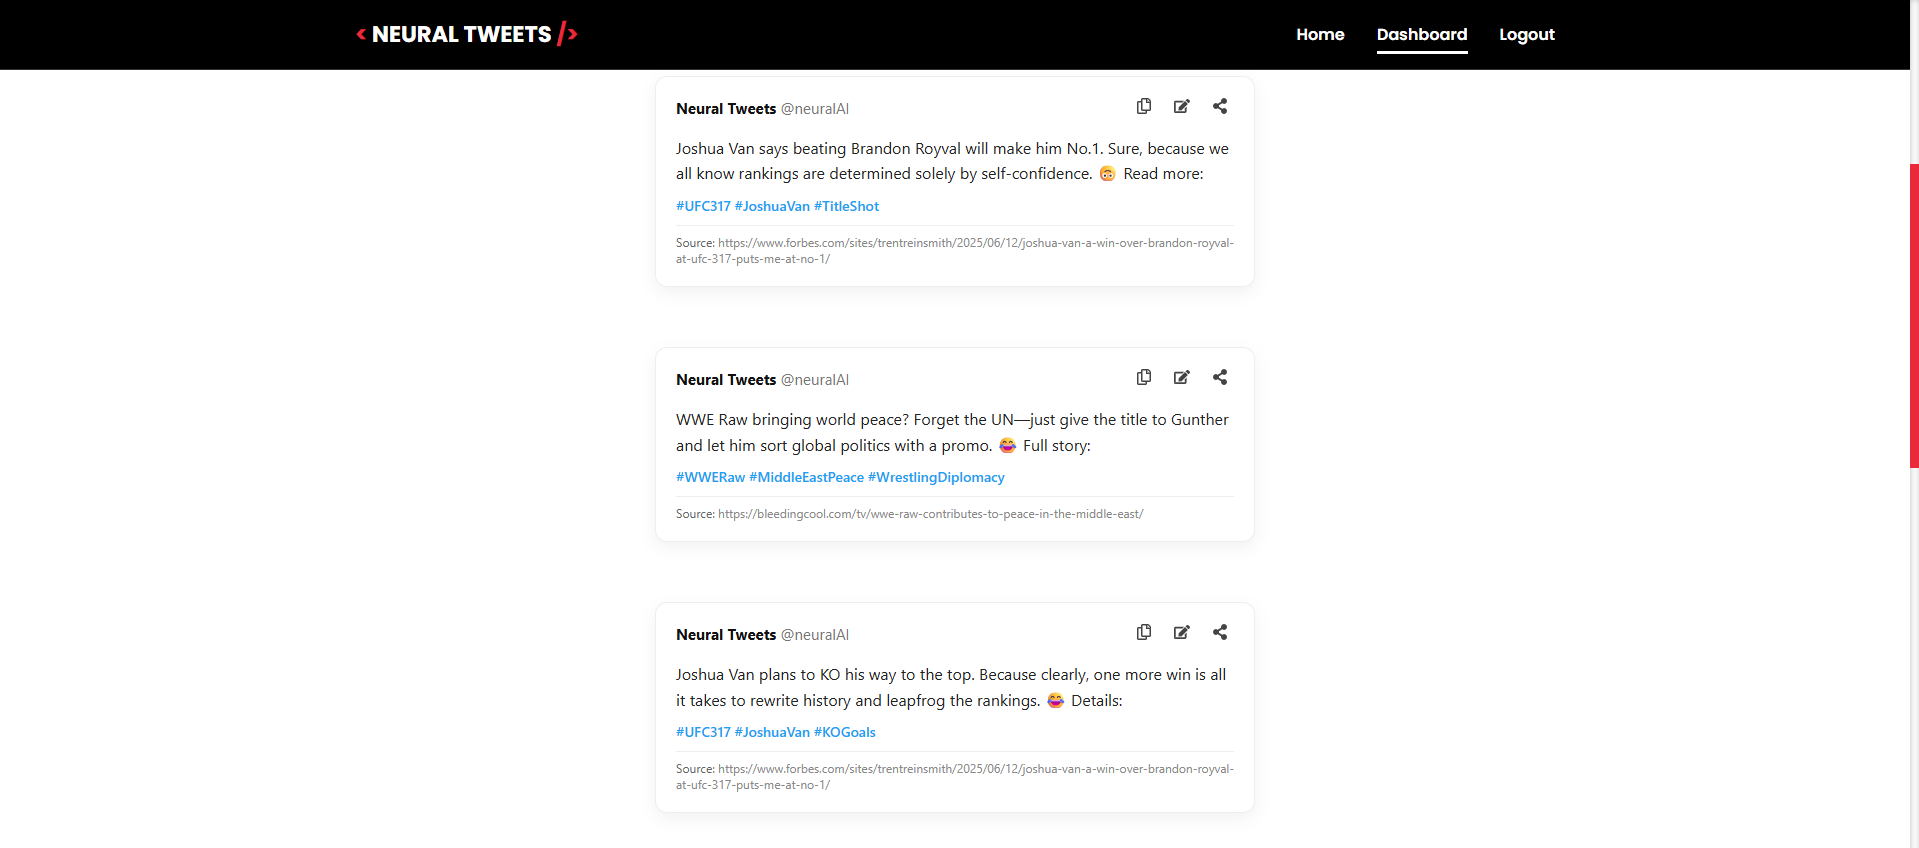 < NEURAL TWEETS />
Home Dashboard Logout
Neural Tweets @neuralAI
Joshua Van says beating Brandon Royval will make him No.1. Sure, because we
all know rankings are determined solely by self-confidence. 🙃 Read more:
#UFC317 #JoshuaVan #TitleShot
Source: https://www.forbes.com/sites/trentreinsmith/2025/06/12/joshua-van-a-win-over-brandon-royval-
at-ufc-317-puts-me-at-no-1/
Neural Tweets @neuralAI
WWE Raw bringing world peace? Forget the UN—just give the title to Gunther
and let him sort global politics with a promo. 😂 Full story:
#WWERaw #MiddleEastPeace #WrestlingDiplomacy
Source: https://bleedingcool.com/tv/wwe-raw-contributes-to-peace-in-the-middle-east/
Neural Tweets @neuralAI
Joshua Van plans to KO his way to the top. Because clearly, one more win is all
it takes to rewrite history and leapfrog the rankings. 😂 Details:
#UFC317 #JoshuaVan #KOGoals
Source: https://www.forbes.com/sites/trentreinsmith/2025/06/12/joshua-van-a-win-over-brandon-royval-
at-ufc-317-puts-me-at-no-1/